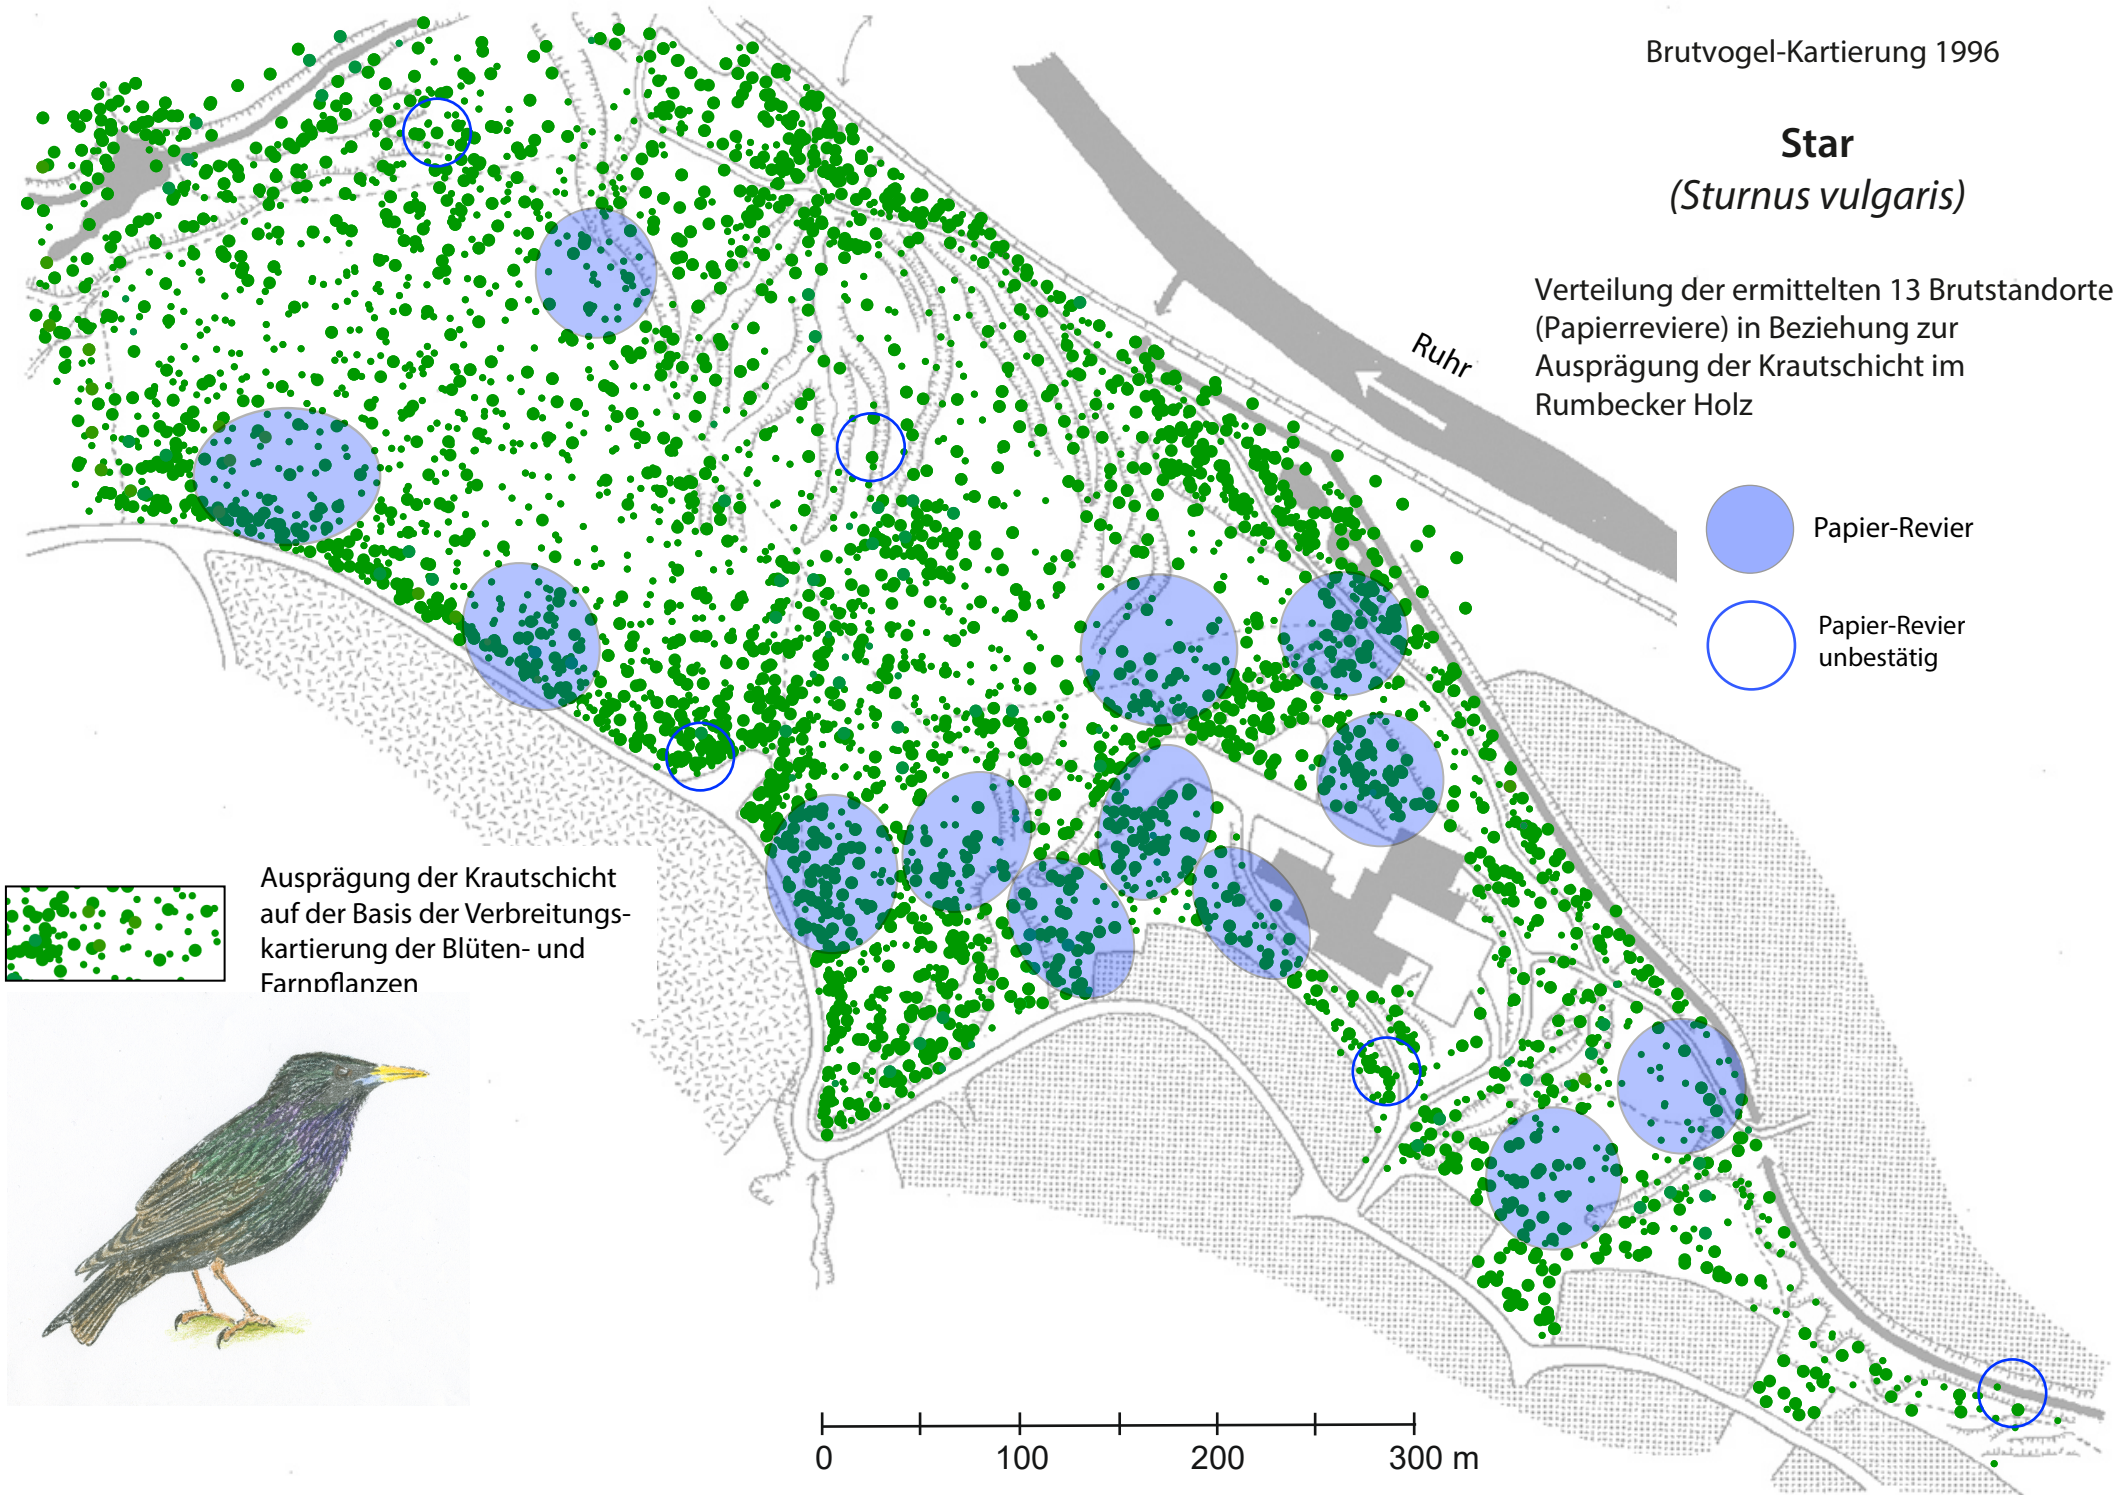 Brutvogel-Kartierung 1996
Star
(Sturnus vulgaris)
Verteilung der ermittelten 13 Brutstandorte
(Papierreviere) in Beziehung zur
Ausprägung der Krautschicht im
Rumbecker Holz
Ruhr
Papier-Revier
Papier-Revier
unbestätig
Ausprägung der Krautschicht
auf der Basis der Verbreitungs-
kartierung der Blüten- und
Farnpflanzen
0 100 200 300 m